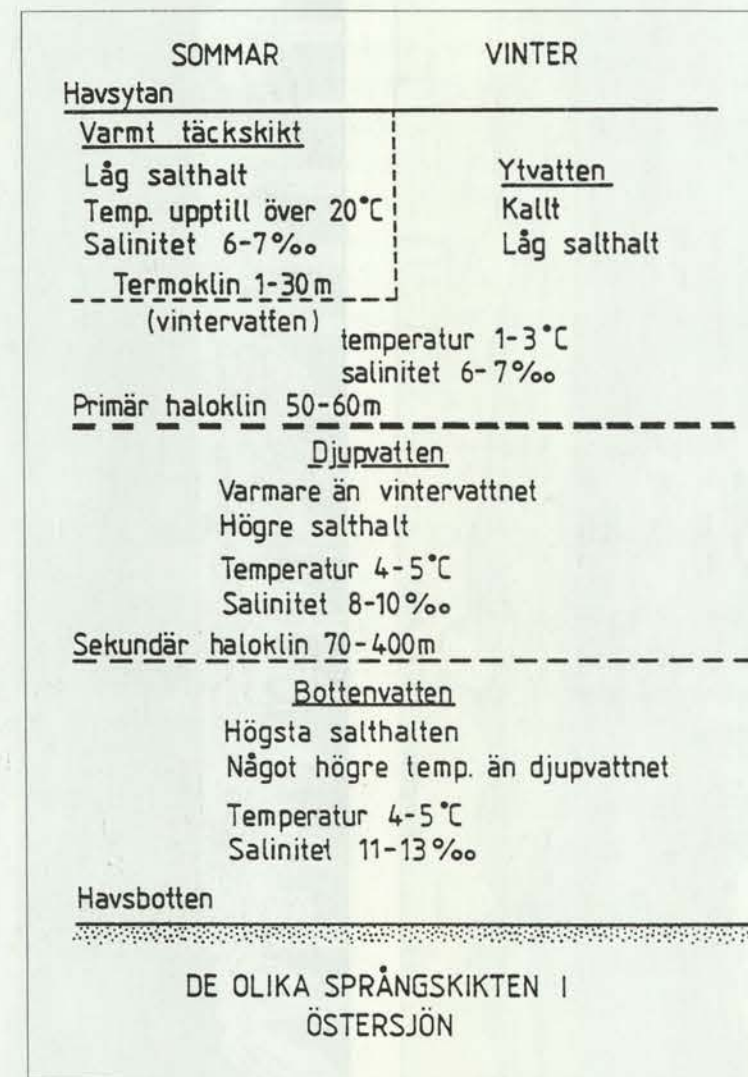 SOMMAR VINTER
Havsytan
Varmt täckskikt
Låg salthalt
Temp. upptill över 20°C
Salinitet 6-7‰
Termoklin 1-30m
(vintervatten)
Ytvatten
Kallt
Låg salthalt
temperatur 1-3°C
salinitet 6-7‰
Primär haloklin 50-60m
Djupvatten
Varmare än vintervattnet
Högre salthalt
Temperatur 4-5°C
Salinitet 8-10‰
Sekundär haloklin 70-400m
Bottenvatten
Högsta salthalten
Något högre temp. än djupvattnet
Temperatur 4-5°C
Salinitet 11-13‰
Havsbotten
DE OLIKA SPRÅNGSKIKTEN I
ÖSTERSJÖN